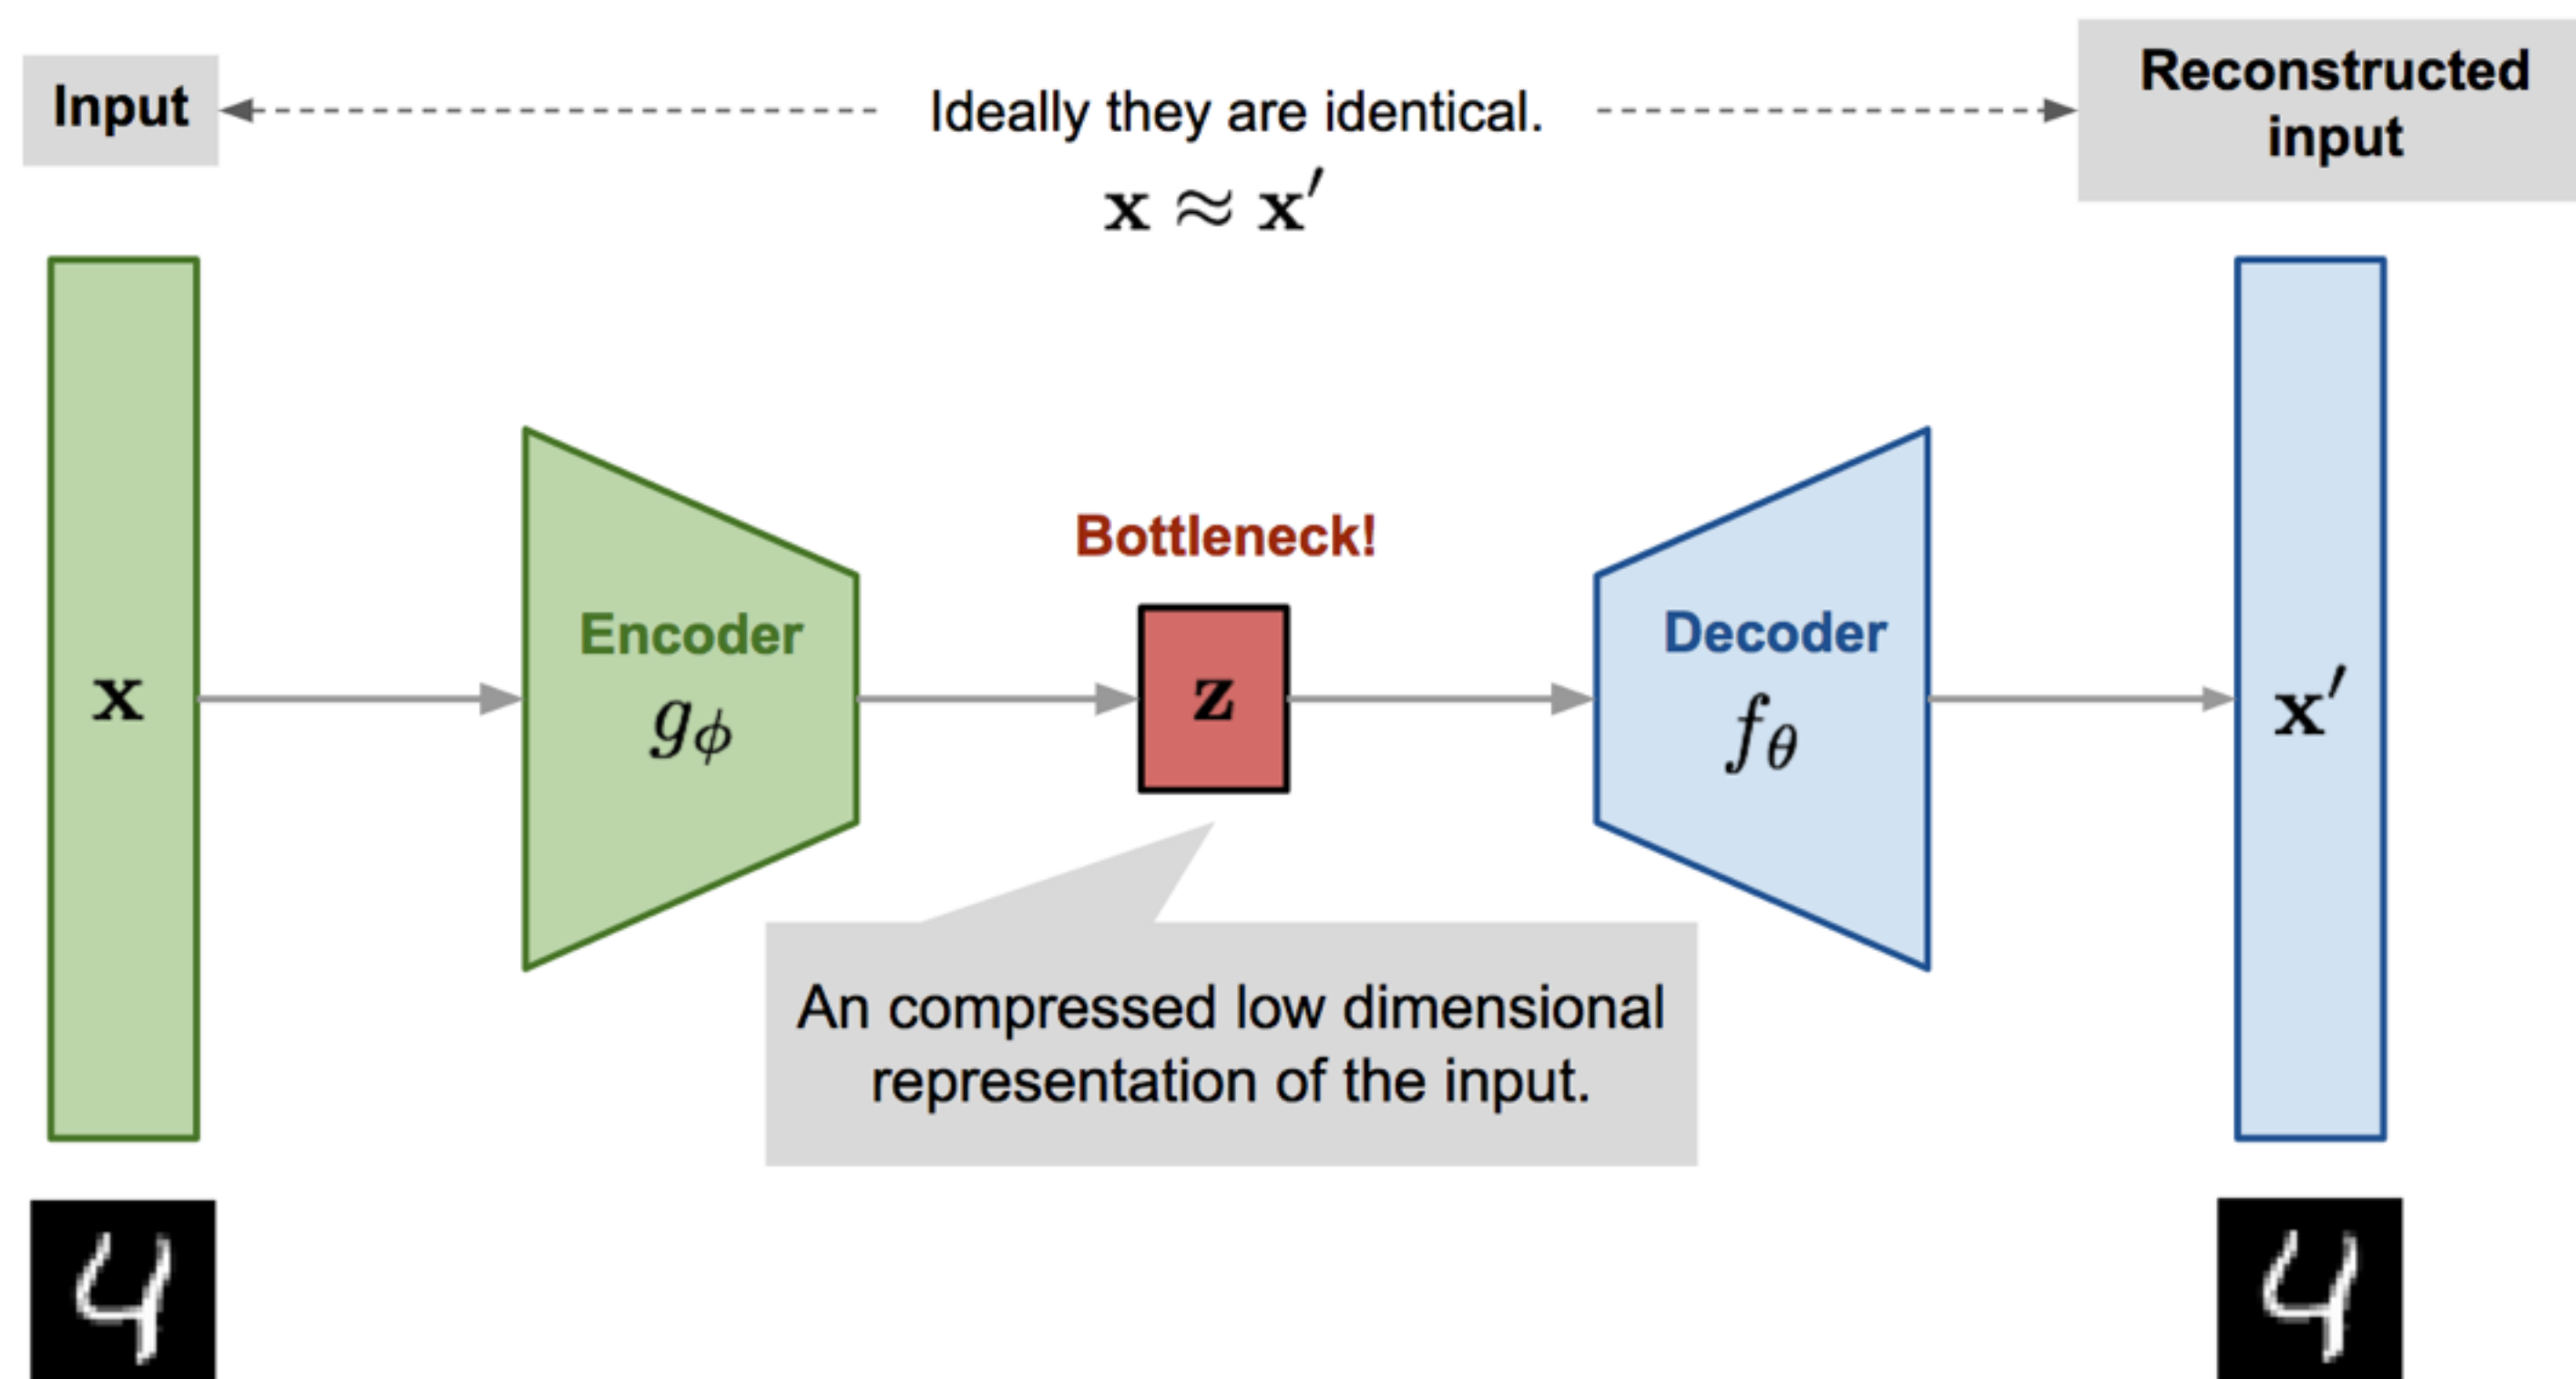 Input
Ideally they are identical.
x ≈ x′
Reconstructed
input
x
Encoder
gϕ
Bottleneck!
z
Decoder
fθ
x′
An compressed low dimensional
representation of the input.
4
4